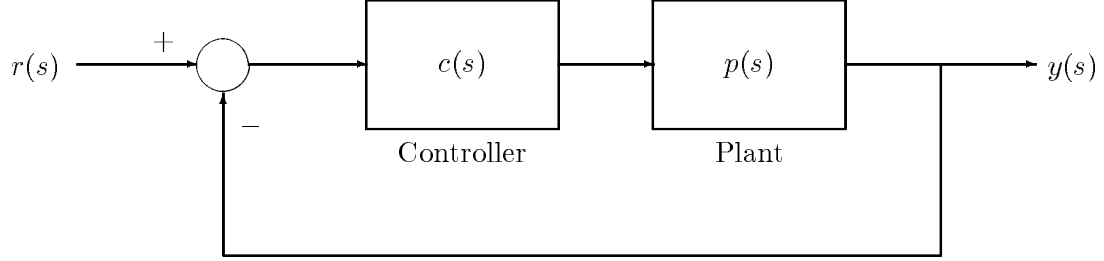 +
r(s)
c(s)
p(s)
y(s)
−
Controller
Plant